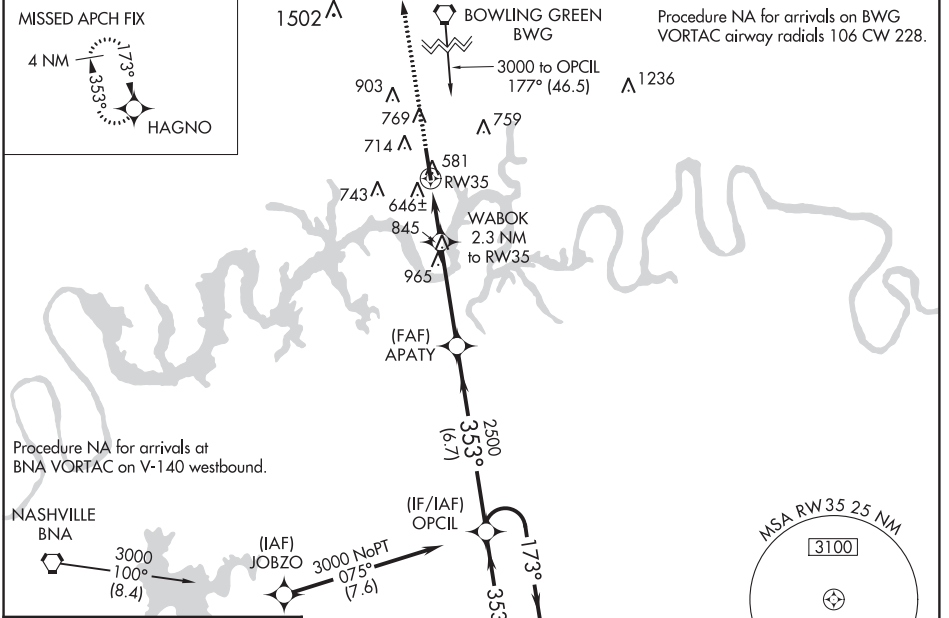 MISSED APCH FIX
4 NM
173°
353°
HAGNO
1502
BOWLING GREEN
BWG
3000 to OPCIL
177° (46.5)
Procedure NA for arrivals on BWG
VORTAC airway radials 106 CW 228.
1236
903
769
759
714
581
RW35
743
646±
845
WABOK
2.3 NM
to RW35
965
(FAF)
APATY
2500
353°
(6.7)
Procedure NA for arrivals at
BNA VORTAC on V-140 westbound.
NASHVILLE
BNA
3000
100°
(8.4)
(IAF)
JOBZO
3000 NoPT
075°
(7.6)
(IF/IAF)
OPCIL
173°
353
MSA RW35 25 NM
3100